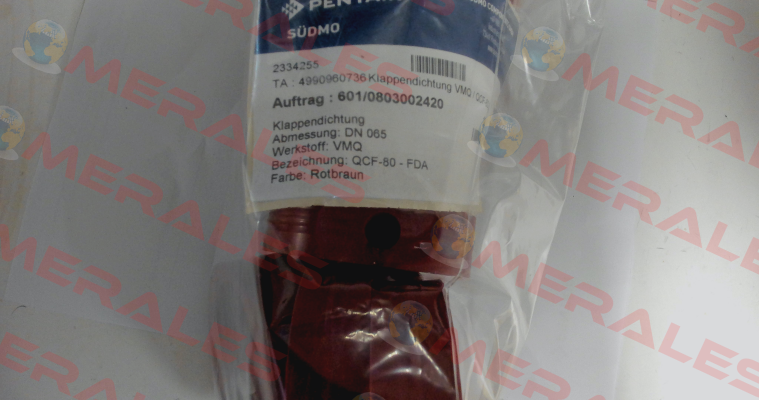 PENTAIR
SÜDMO
2334255
TA : 4990960736 Klappendichtung VMQ
Auftrag : 601/0803002420
Klappendichtung
Abmessung: DN 065
Werkstoff: VMQ
Bezeichnung: QCF-80 - FDA
Farbe: Rotbraun
MERALES
MERALES
MERALES
MERALES
MERALES